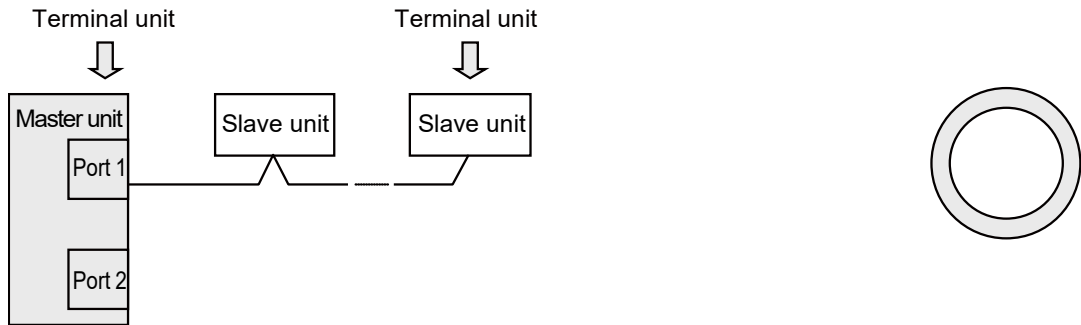 Terminal unit
Terminal unit
Master unit
Slave unit
Slave unit
Port 1
Port 2